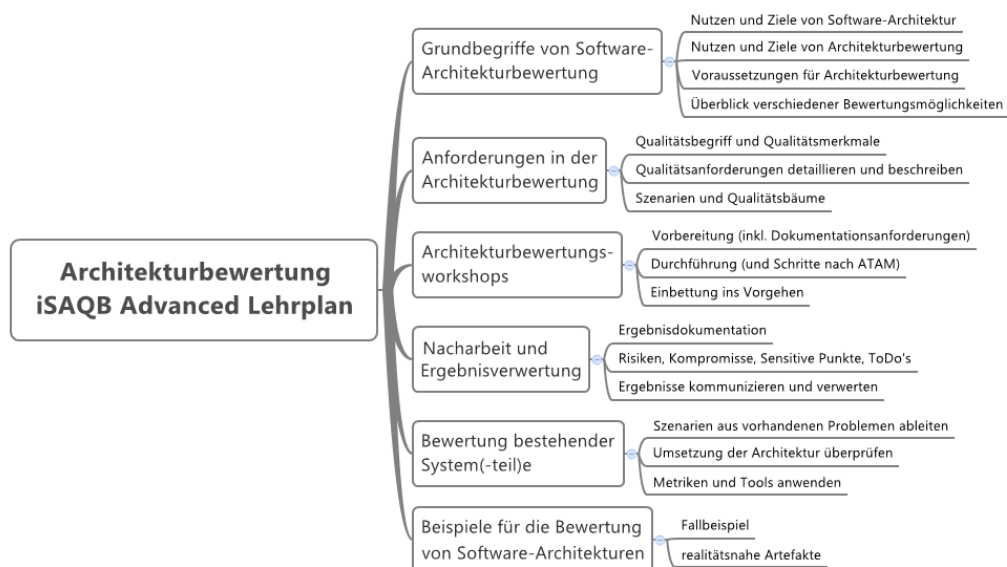 Architekturbewertung
iSAQB Advanced Lehrplan
Grundbegriffe von Software-
Architekturbewertung
Nutzen und Ziele von Software-Architektur
Nutzen und Ziele von Architekturbewertung
Voraussetzungen für Architekturbewertung
Überblick verschiedener Bewertungsmöglichkeiten
Anforderungen in der
Architekturbewertung
Qualitätsbegriff und Qualitätsmerkmale
Qualitätsanforderungen detaillieren und beschreiben
Szenarien und Qualitätsbäume
Architekturbewertungs-
workshops
Vorbereitung (inkl. Dokumentationsanforderungen)
Durchführung (und Schritte nach ATAM)
Einbettung ins Vorgehen
Nacharbeit und
Ergebnisverwertung
Ergebnisdokumentation
Risiken, Kompromisse, Sensitive Punkte, ToDo's
Ergebnisse kommunizieren und verwerten
Bewertung bestehender
System(-teil)e
Szenarien aus vorhandenen Problemen ableiten
Umsetzung der Architektur überprüfen
Metriken und Tools anwenden
Beispiele für die Bewertung
von Software-Architekturen
Fallbeispiel
realitätsnahe Artefakte